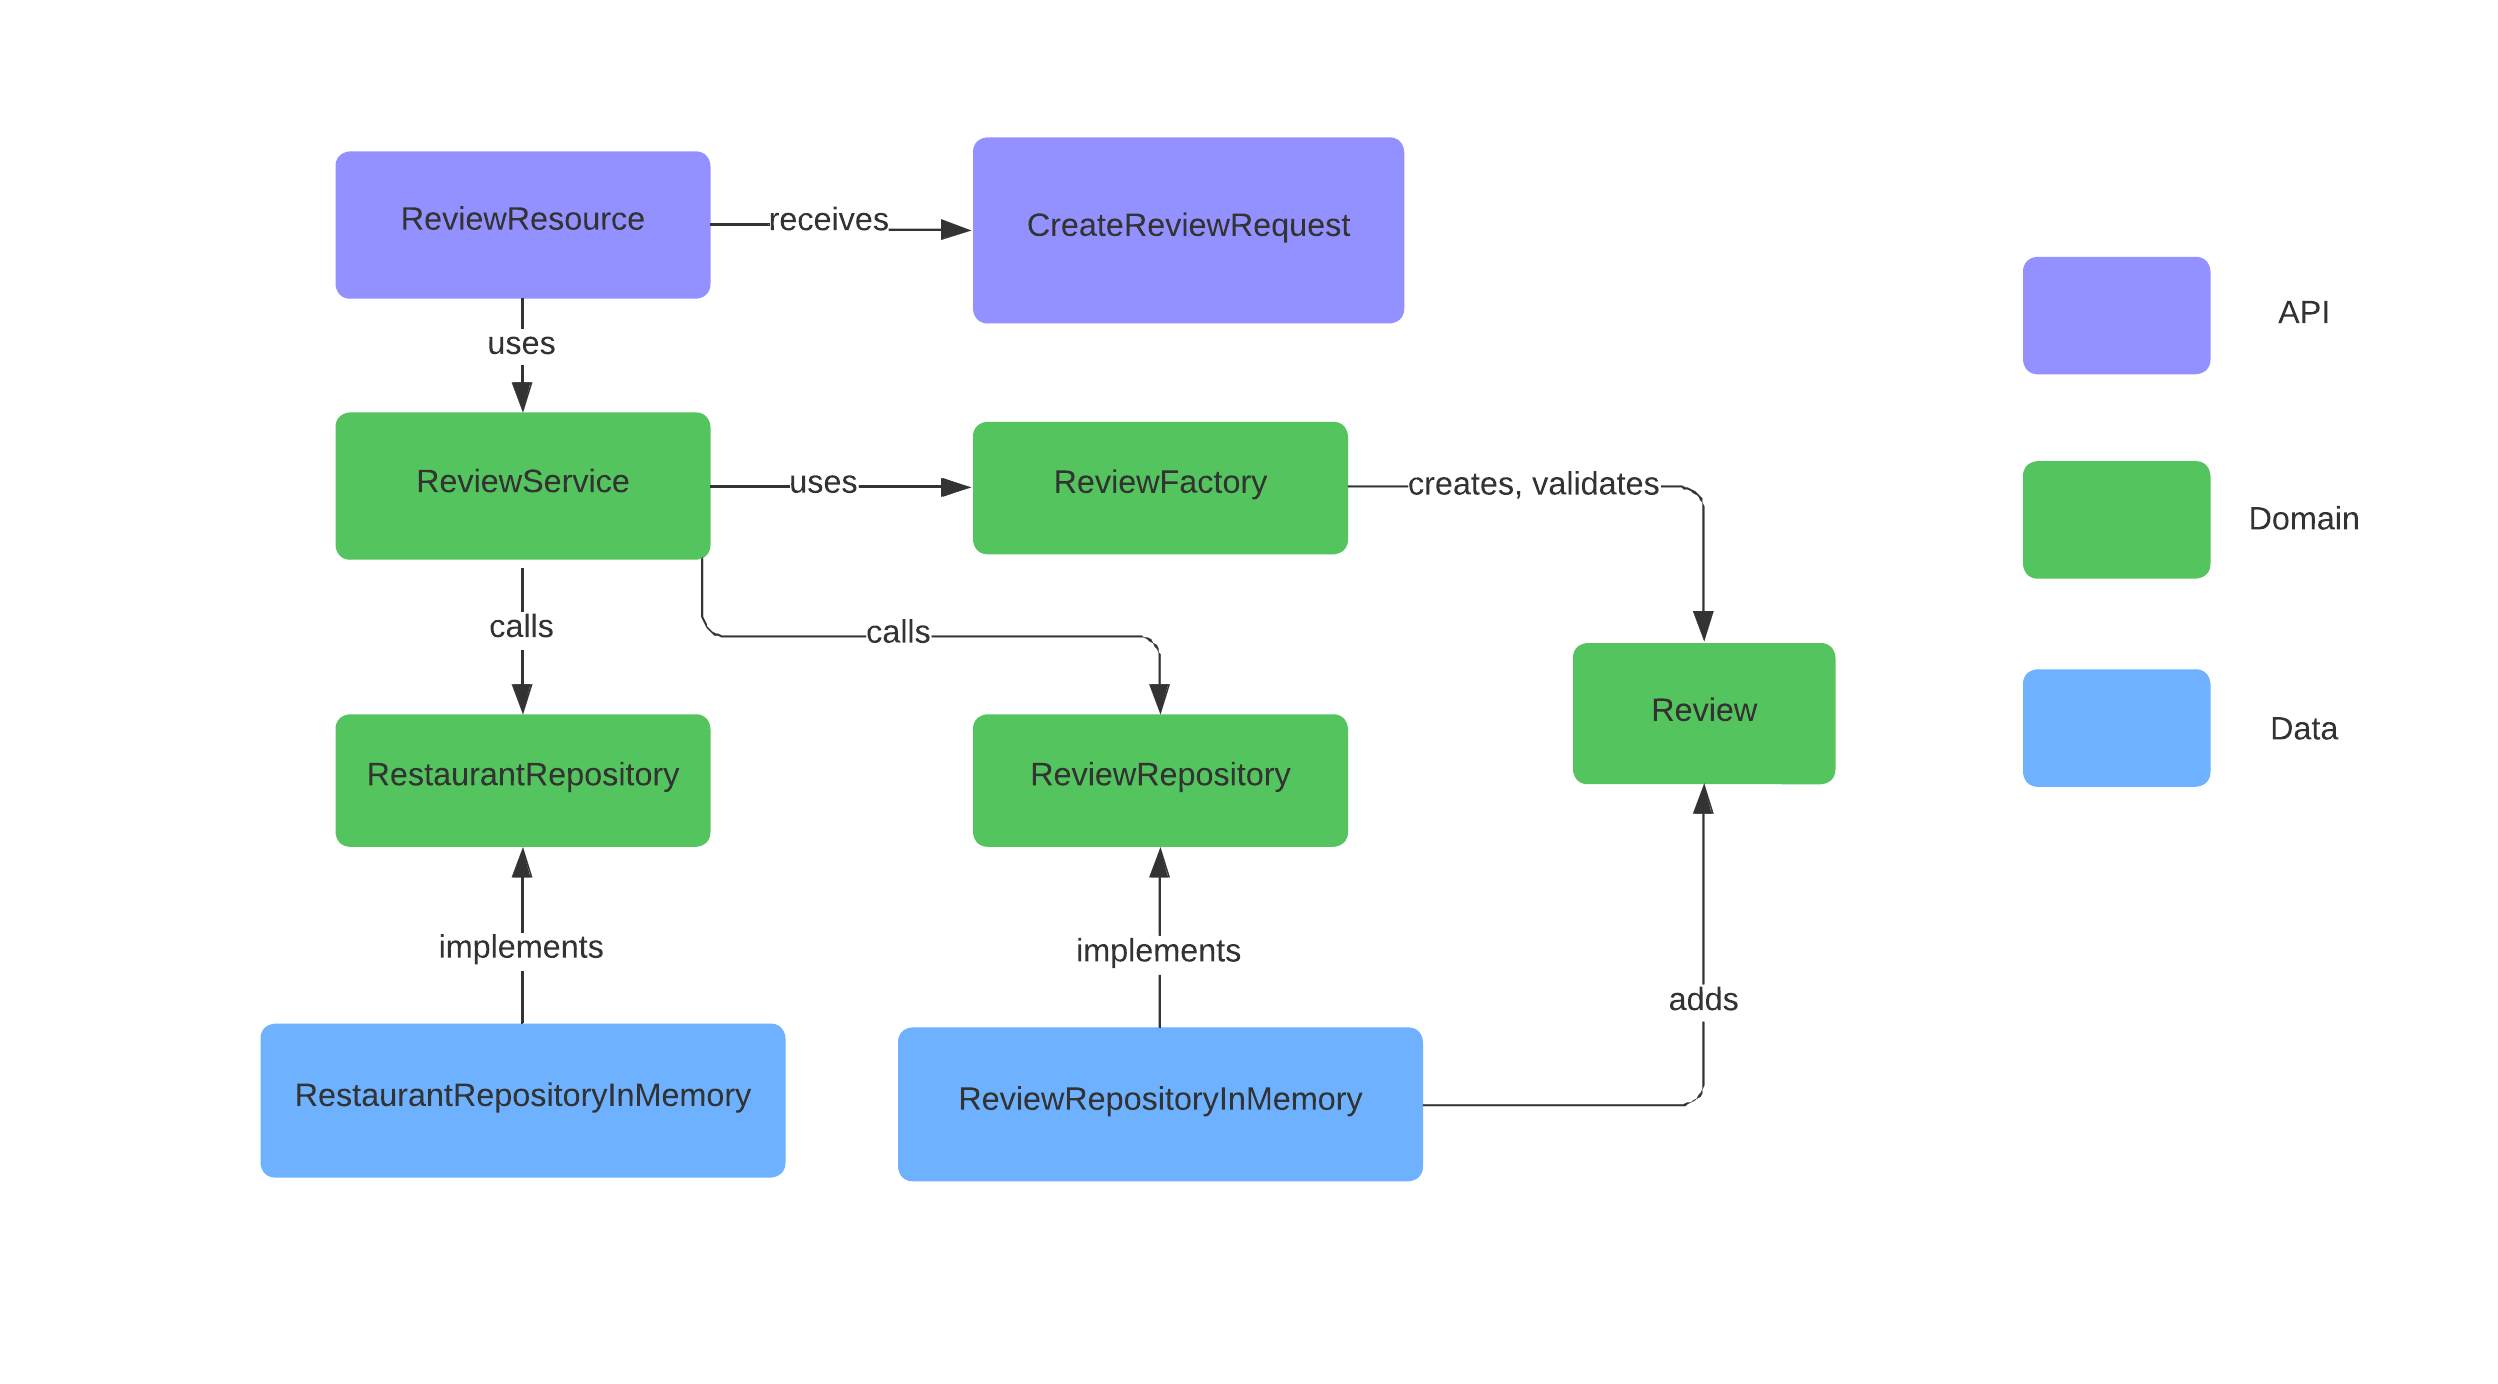 ReviewResource
receives
CreateReviewRequest
uses
ReviewService
uses
ReviewFactory
creates, validates
calls
calls
RestaurantRepository
ReviewRepository
Review
implements
implements
adds
RestaurantRepositoryInMemory
ReviewRepositoryInMemory
API
Domain
Data